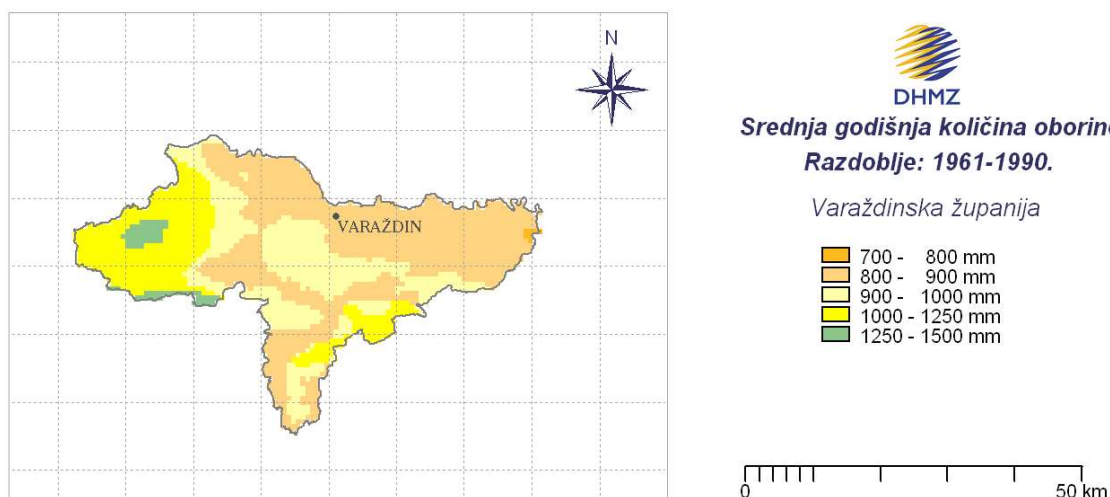 N
VARAŽDIN
DHMZ
Srednja godišnja količina oborine
Razdoblje: 1961-1990.
Varaždinska županija
700 - 800 mm
800 - 900 mm
900 - 1000 mm
1000 - 1250 mm
1250 - 1500 mm
0 50 km